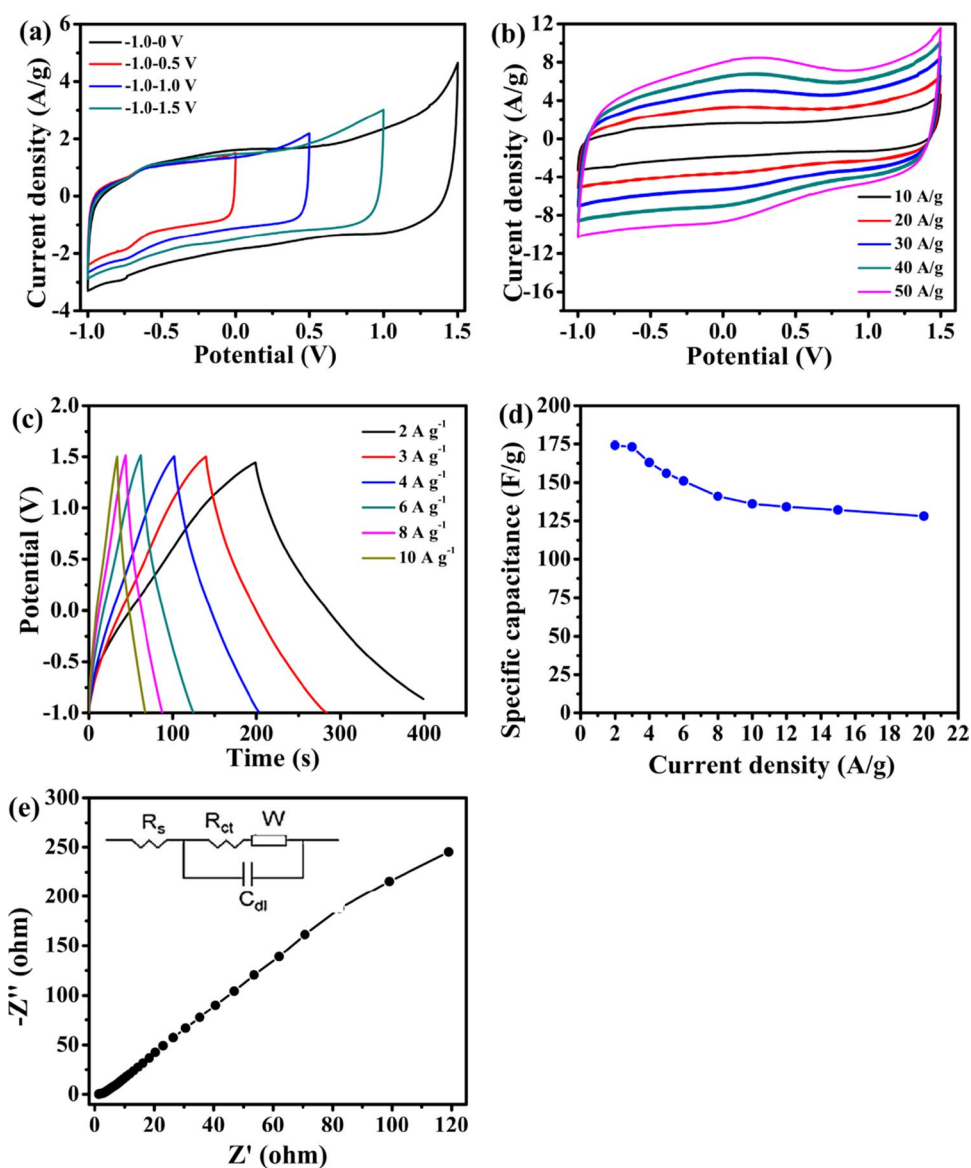 (a)
-1.0-0 V
-1.0-0.5 V
-1.0-1.0 V
-1.0-1.5 V
6
4
2
0
-2
-4
Current density (A/g)
-1.0 -0.5 0.0 0.5 1.0 1.5
Potential (V)
(b)
12
8
4
0
-4
-8
-12
-16
Curent density (A/g)
10 A/g
20 A/g
30 A/g
40 A/g
50 A/g
-1.0 -0.5 0.0 0.5 1.0 1.5
Potential (V)
(c)
2.0
1.5
1.0
0.5
0.0
-0.5
-1.0
Potential (V)
2 A g⁻¹
3 A g⁻¹
4 A g⁻¹
6 A g⁻¹
8 A g⁻¹
10 A g⁻¹
0 100 200 300 400
Time (s)
(d)
200
175
150
125
100
75
50
25
0
Specific capacitance (F/g)
0 2 4 6 8 10 12 14 16 18 20 22
Current density (A/g)
(e)
300
250
200
150
100
50
0
-Z'' (ohm)
Rs
Rct
W
Cdl
0 20 40 60 80 100 120
Z' (ohm)